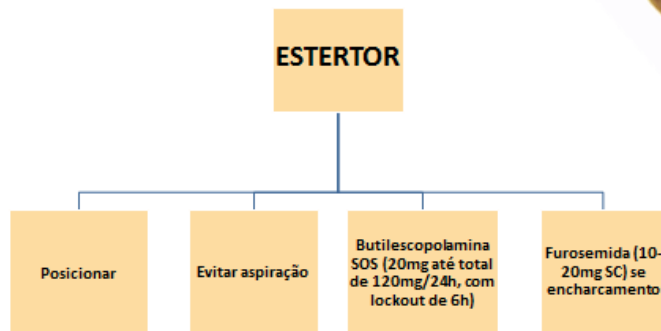 ESTERTOR
Posicionar
Evitar aspiração
Butilescopolamina
SOS (20mg até total
de 120mg/24h, com
lockout de 6h)
Furosemida (10-
20mg SC) se
encharcamento